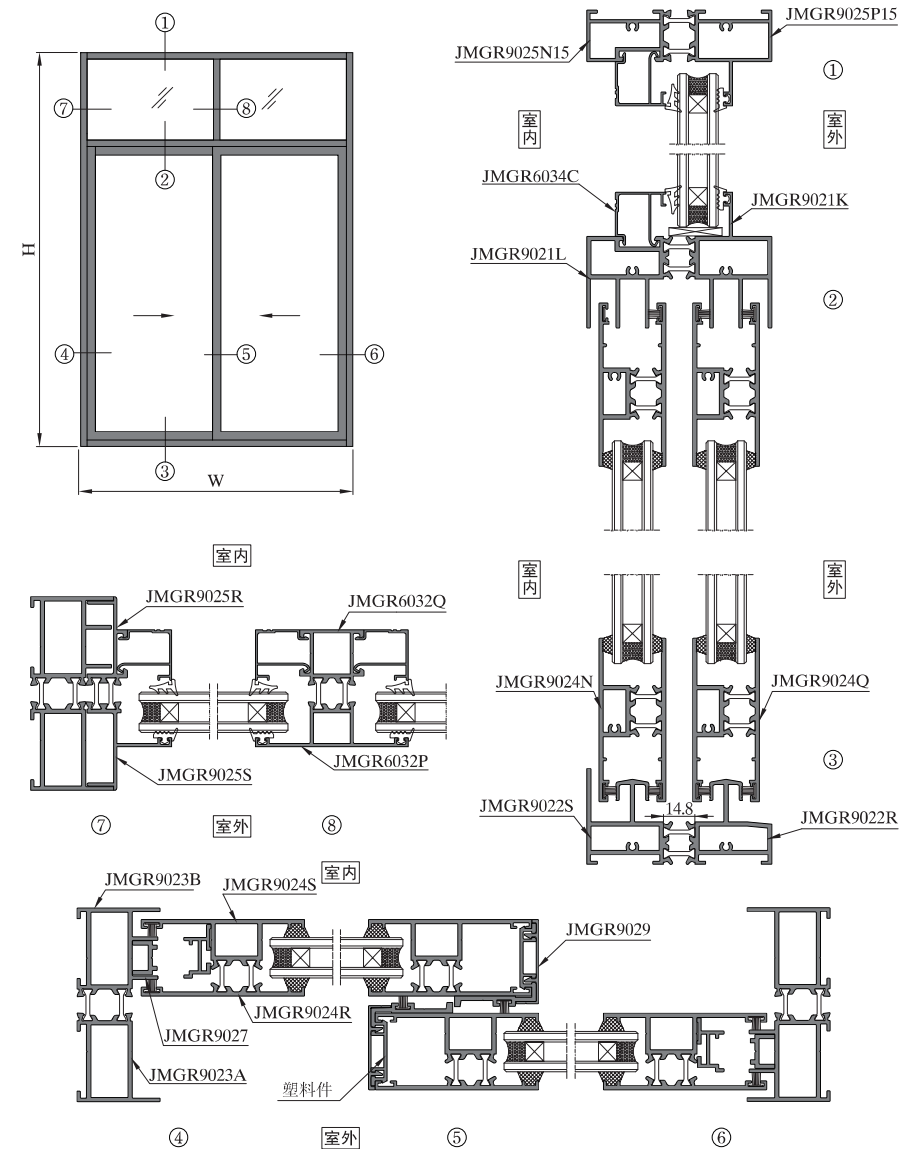 ①
⑦
⑧
②
H
④
⑤
⑥
③
W
JMGR9025P15
JMGR9025N15
①
室内
室外
JMGR6034C
JMGR9021K
JMGR9021L
②
室内
室外
JMGR9024N
JMGR9024Q
③
JMGR9022S
14.8
JMGR9022R
室内
JMGR9025R
JMGR6032Q
JMGR6032P
JMGR9025S
⑦
室外
⑧
室内
JMGR9023B
JMGR9024S
JMGR9029
JMGR9024R
JMGR9027
JMGR9023A
塑料件
④
室外
⑤
⑥